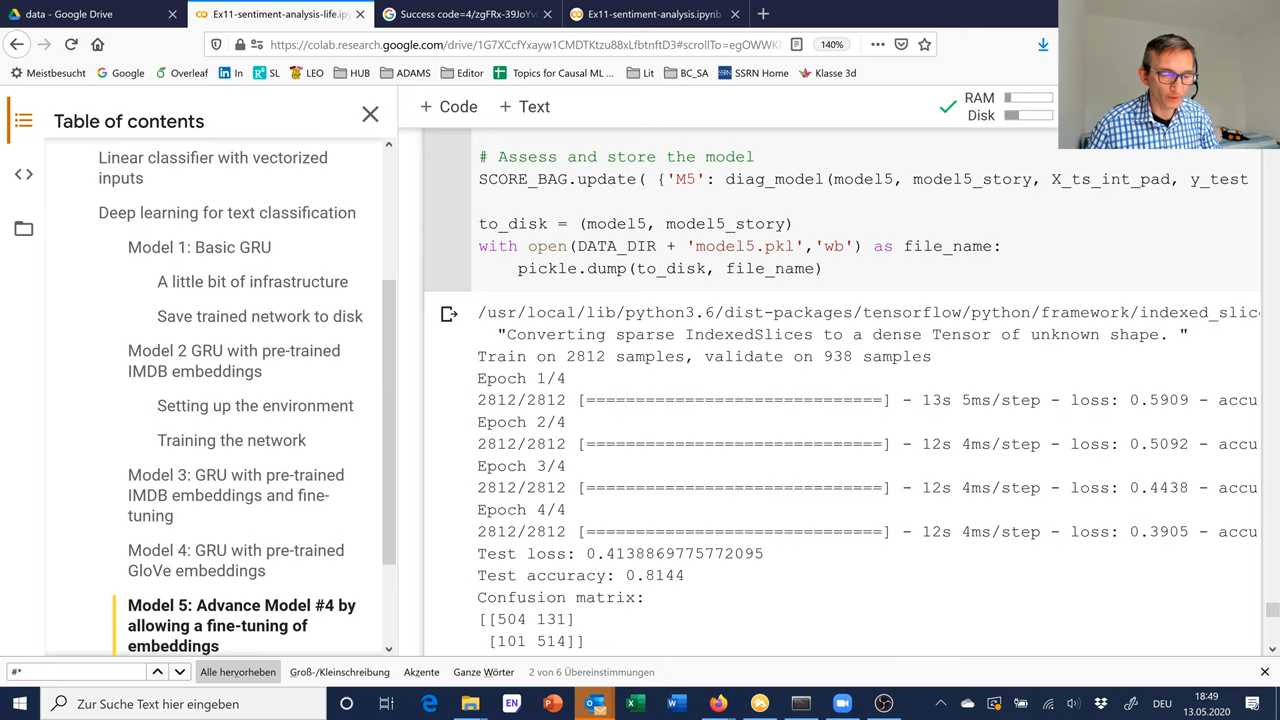 data - Google Drive
Ex11-sentiment-analysis-life.ipy
Success code=4/zgFRx-39JoYv
Ex11-sentiment-analysis.ipynb
https://colab.research.google.com/drive/1G7XCcfYxayw1CMDTKtzu88xLfbtnftD3#scrollTo=egOWWK
140%
Meistbesucht
Google
Overleaf
In
SL
LEO
HUB
ADAMS
Editor
Topics for Causal ML ...
Lit
BC_SA
SSRN Home
Klasse 3d
Table of contents
+ Code
+ Text
RAM
Disk
Linear classifier with vectorized
inputs
Deep learning for text classification
Model 1: Basic GRU
A little bit of infrastructure
Save trained network to disk
Model 2 GRU with pre-trained
IMDB embeddings
Setting up the environment
Training the network
Model 3: GRU with pre-trained
IMDB embeddings and fine-
tuning
Model 4: GRU with pre-trained
GloVe embeddings
Model 5: Advance Model #4 by
allowing a fine-tuning of
embeddings
# Assess and store the model
SCORE_BAG.update( {'M5': diag_model(model5, model5_story, X_ts_int_pad, y_test
to_disk = (model5, model5_story)
with open(DATA_DIR + 'model5.pkl','wb') as file_name:
pickle.dump(to_disk, file_name)
/usr/local/lib/python3.6/dist-packages/tensorflow/python/framework/indexed_slic
"Converting sparse IndexedSlices to a dense Tensor of unknown shape. "
Train on 2812 samples, validate on 938 samples
Epoch 1/4
2812/2812 [==============================] - 13s 5ms/step - loss: 0.5909 - accu
Epoch 2/4
2812/2812 [==============================] - 12s 4ms/step - loss: 0.5092 - accu
Epoch 3/4
2812/2812 [==============================] - 12s 4ms/step - loss: 0.4438 - accu
Epoch 4/4
2812/2812 [==============================] - 12s 4ms/step - loss: 0.3905 - accu
Test loss: 0.4138869775772095
Test accuracy: 0.8144
Confusion matrix:
[[504 131]
[101 514]]
#*
Alle hervorheben
Groß-/Kleinschreibung
Akzente
Ganze Wörter
2 von 6 Übereinstimmungen
Zur Suche Text hier eingeben
EN
DEU
18:49
13.05.2020